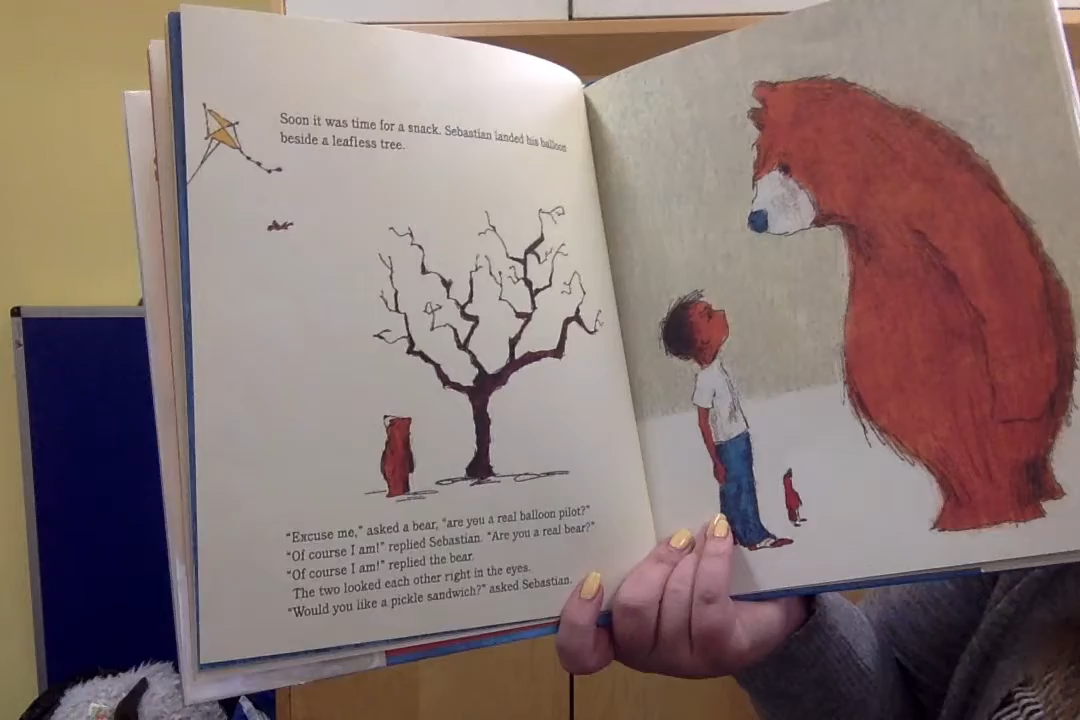 Soon it was time for a snack. Sebastian landed his balloon
beside a leafless tree.
“Excuse me,” asked a bear, “are you a real balloon pilot?”
“Of course I am!” replied Sebastian. “Are you a real bear?”
“Of course I am!” replied the bear.
The two looked each other right in the eyes.
“Would you like a pickle sandwich?” asked Sebastian.